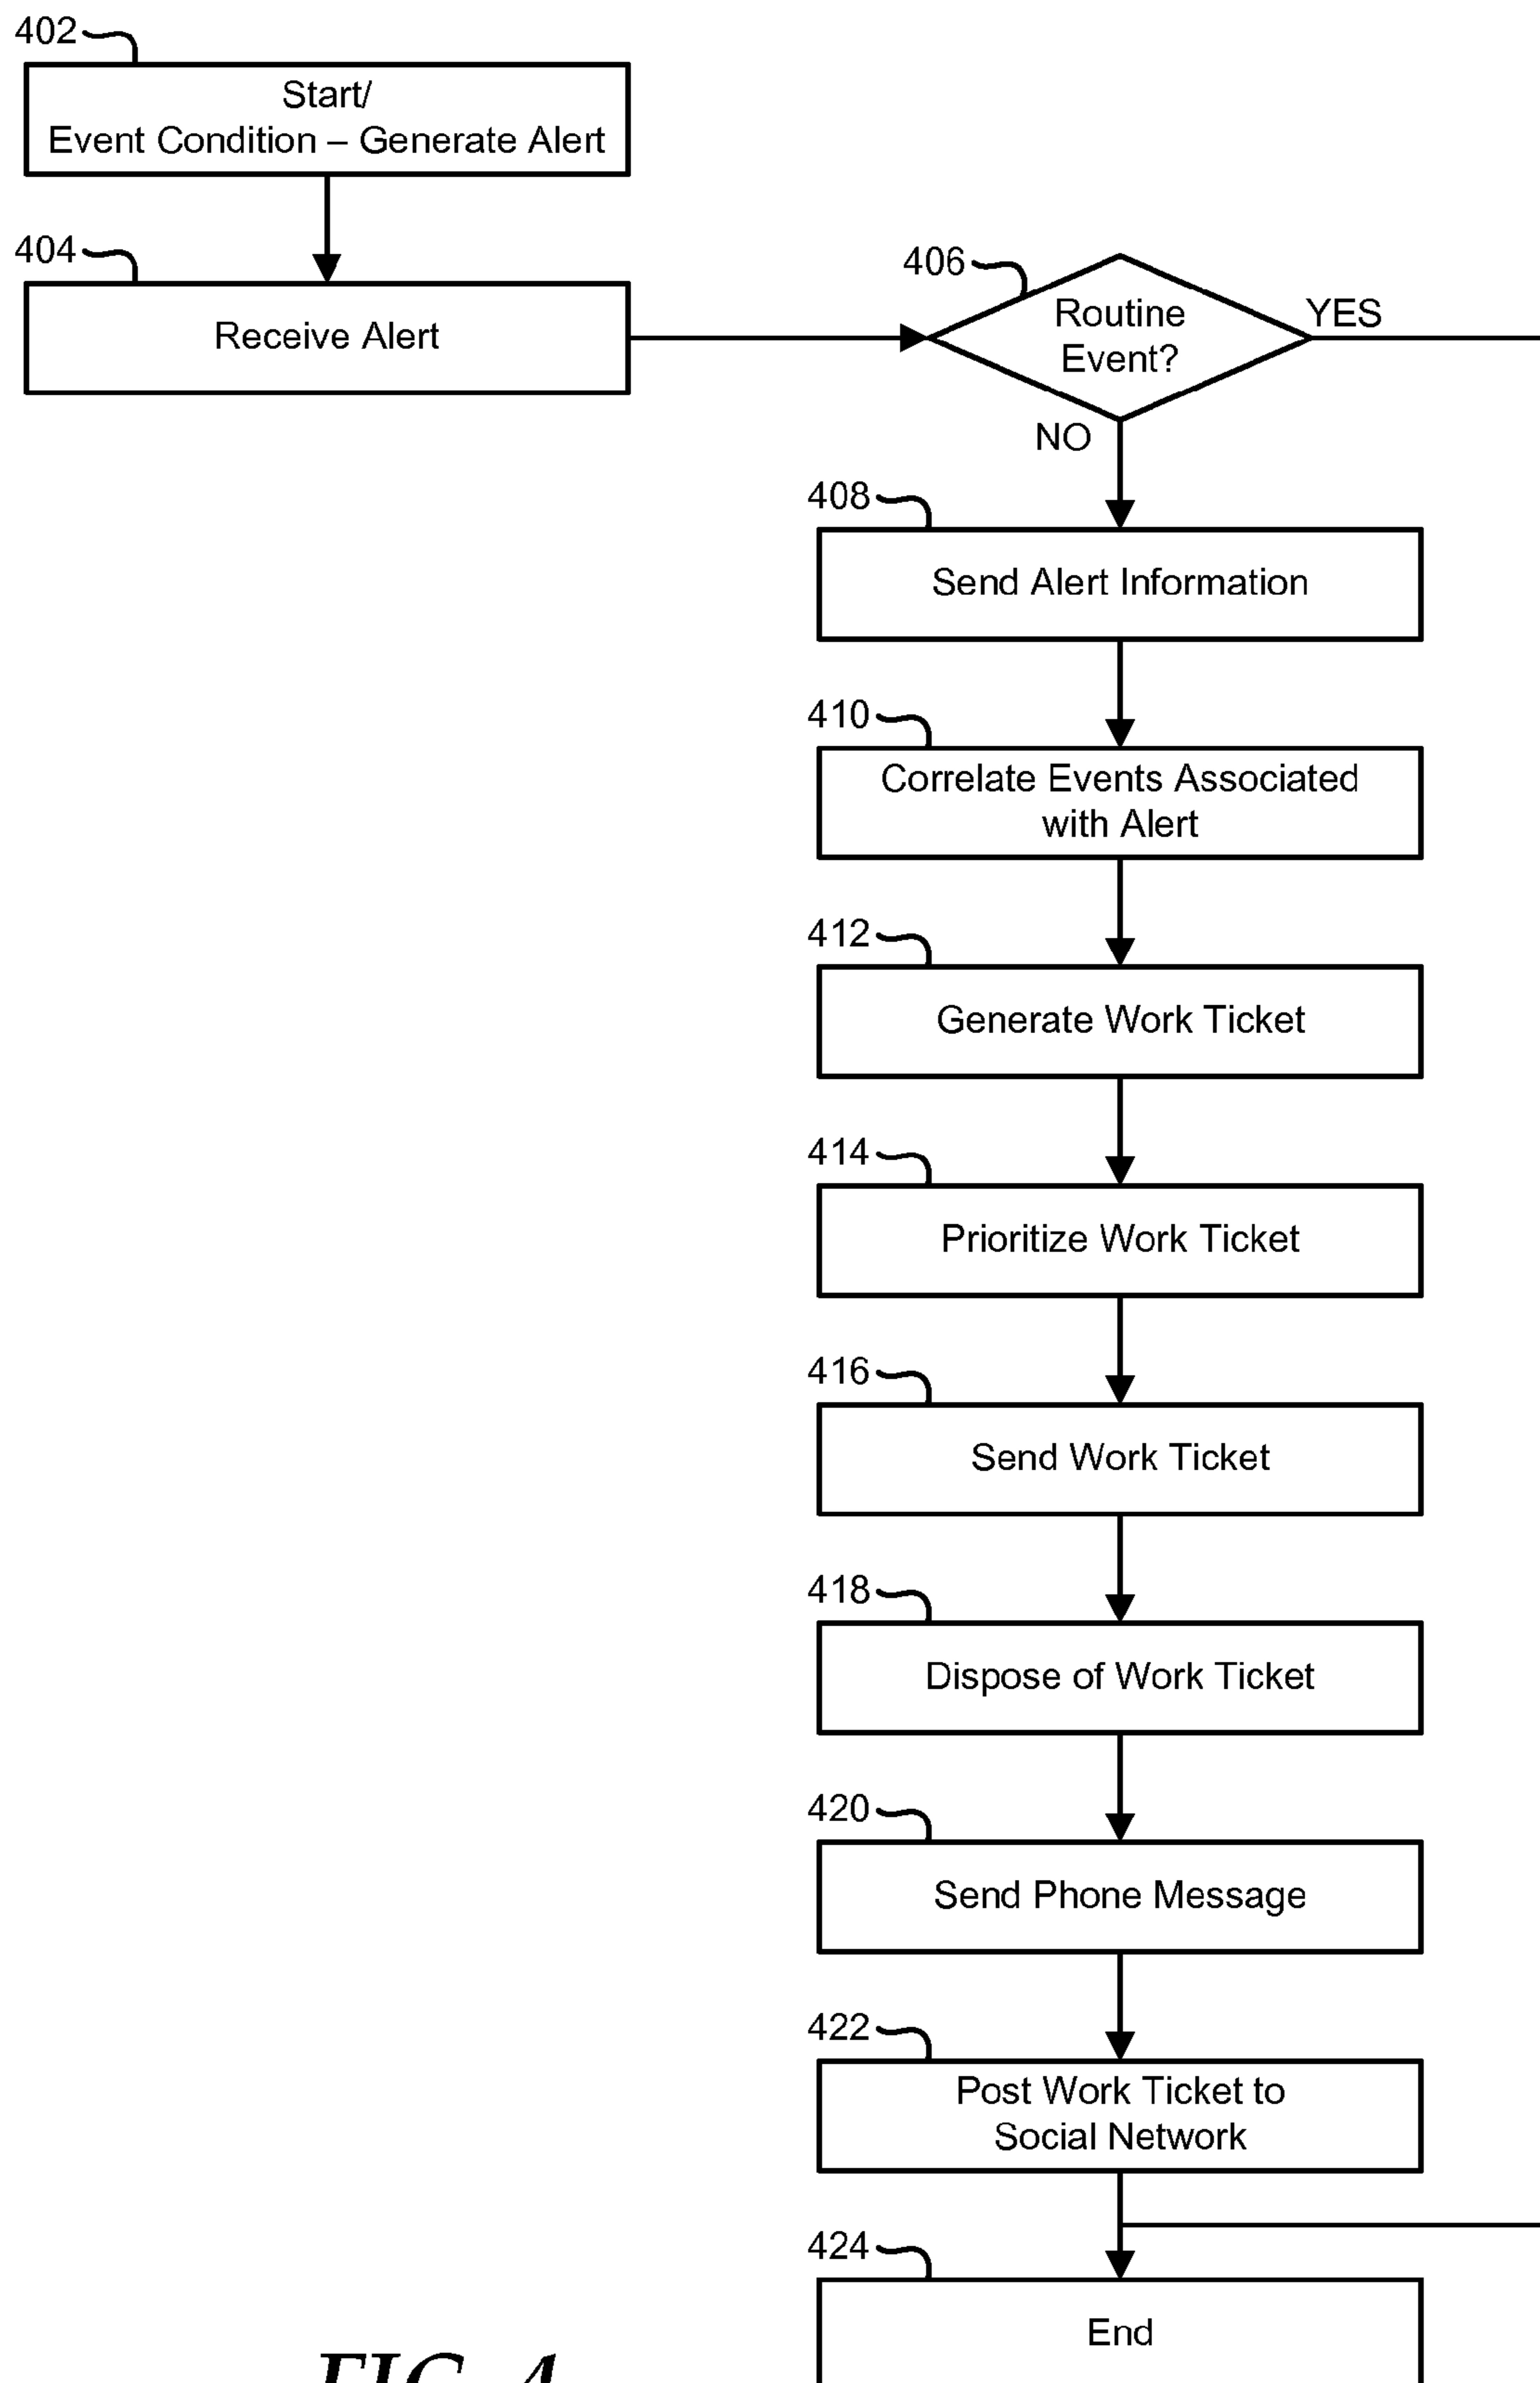 402
Start/
Event Condition – Generate Alert
404
Receive Alert
406
Routine
Event?
YES
NO
408
Send Alert Information
410
Correlate Events Associated
with Alert
412
Generate Work Ticket
414
Prioritize Work Ticket
416
Send Work Ticket
418
Dispose of Work Ticket
420
Send Phone Message
422
Post Work Ticket to
Social Network
424
End
FIG. 4